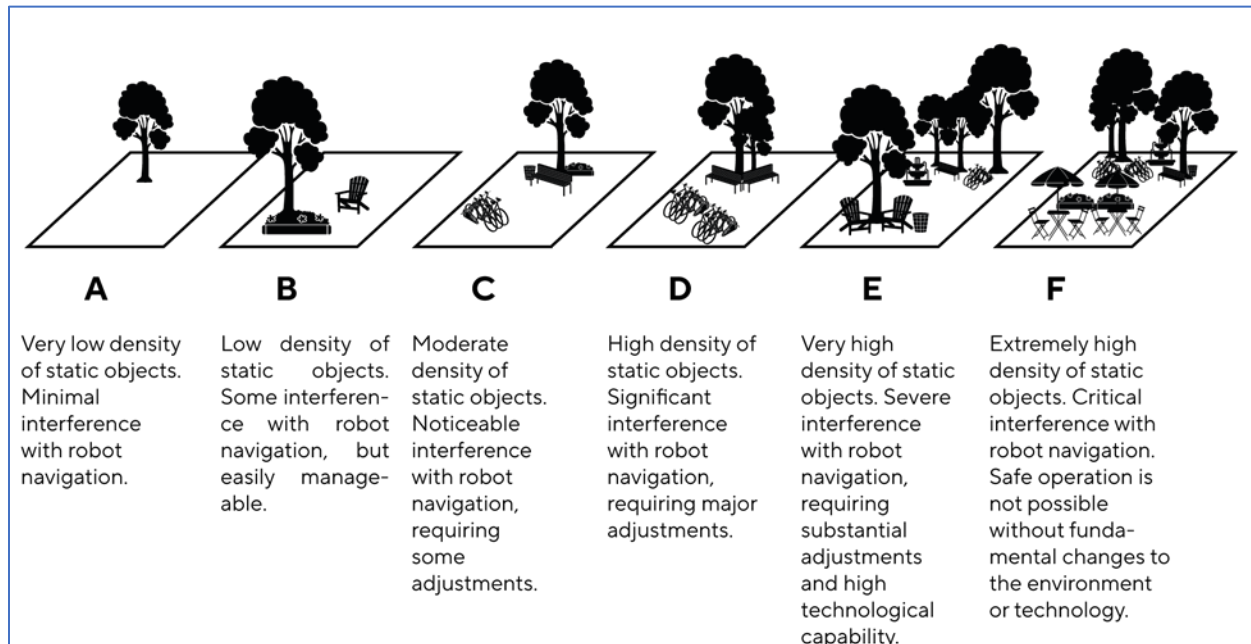 A
B
C
D
E
F
Very low density
of static objects.
Minimal
interference
with robot
navigation.
Low density of
static objects.
Some interferen-
ce with robot
navigation, but
easily manage-
able.
Moderate
density of
static objects.
Noticeable
interference
with robot
navigation,
requiring
some
adjustments.
High density of
static objects.
Significant
interference
with robot
navigation,
requiring major
adjustments.
Very high
density of static
objects. Severe
interference
with robot
navigation,
requiring
substantial
adjustments
and high
technological
capability.
Extremely high
density of static
objects. Critical
interference with
robot navigation.
Safe operation is
not possible
without funda-
mental changes to
the environment
or technology.